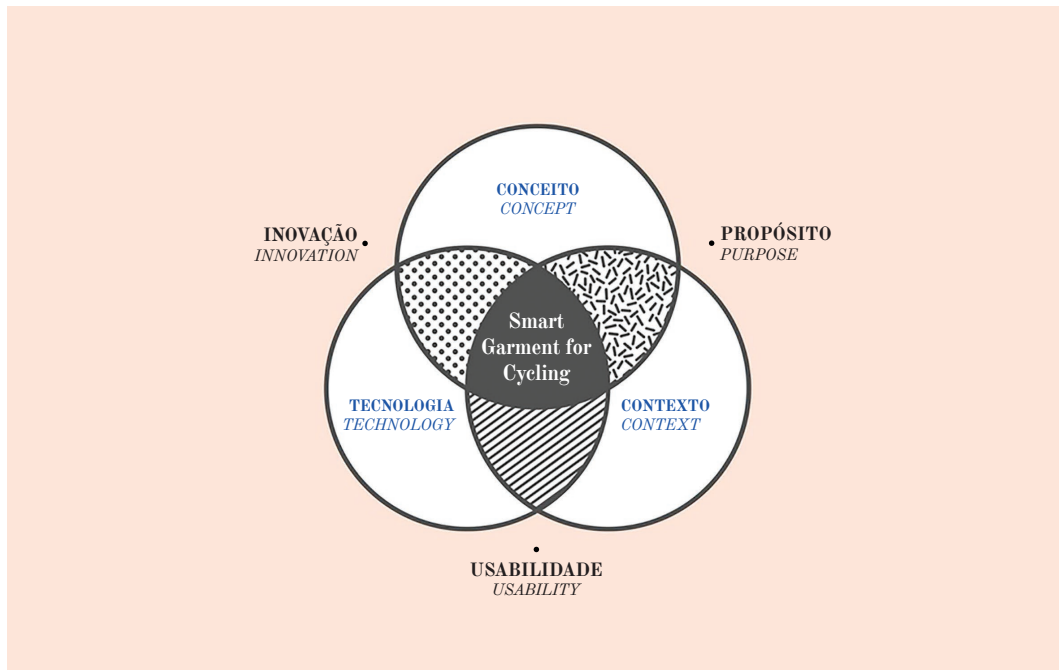 CONCEITO
CONCEPT
INOVAÇÃO
INNOVATION
PROPÓSITO
PURPOSE
Smart
Garment for
Cycling
TECNOLOGIA
TECHNOLOGY
CONTEXTO
CONTEXT
USABILIDADE
USABILITY